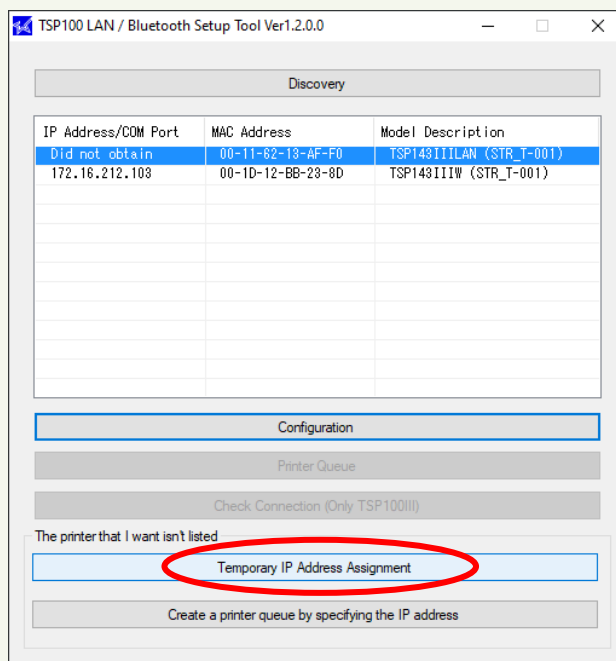 TSP100 LAN / Bluetooth Setup Tool Ver1.2.0.0
Discovery
IP Address/COM Port MAC Address Model Description
Did not obtain 00-11-62-13-AF-F0 TSP143IIILAN (STR_T-001)
172.16.212.103 00-1D-12-BB-23-8D TSP143IIIW (STR_T-001)
Configuration
Printer Queue
Check Connection (Only TSP100III)
The printer that I want isn't listed
Temporary IP Address Assignment
Create a printer queue by specifying the IP address